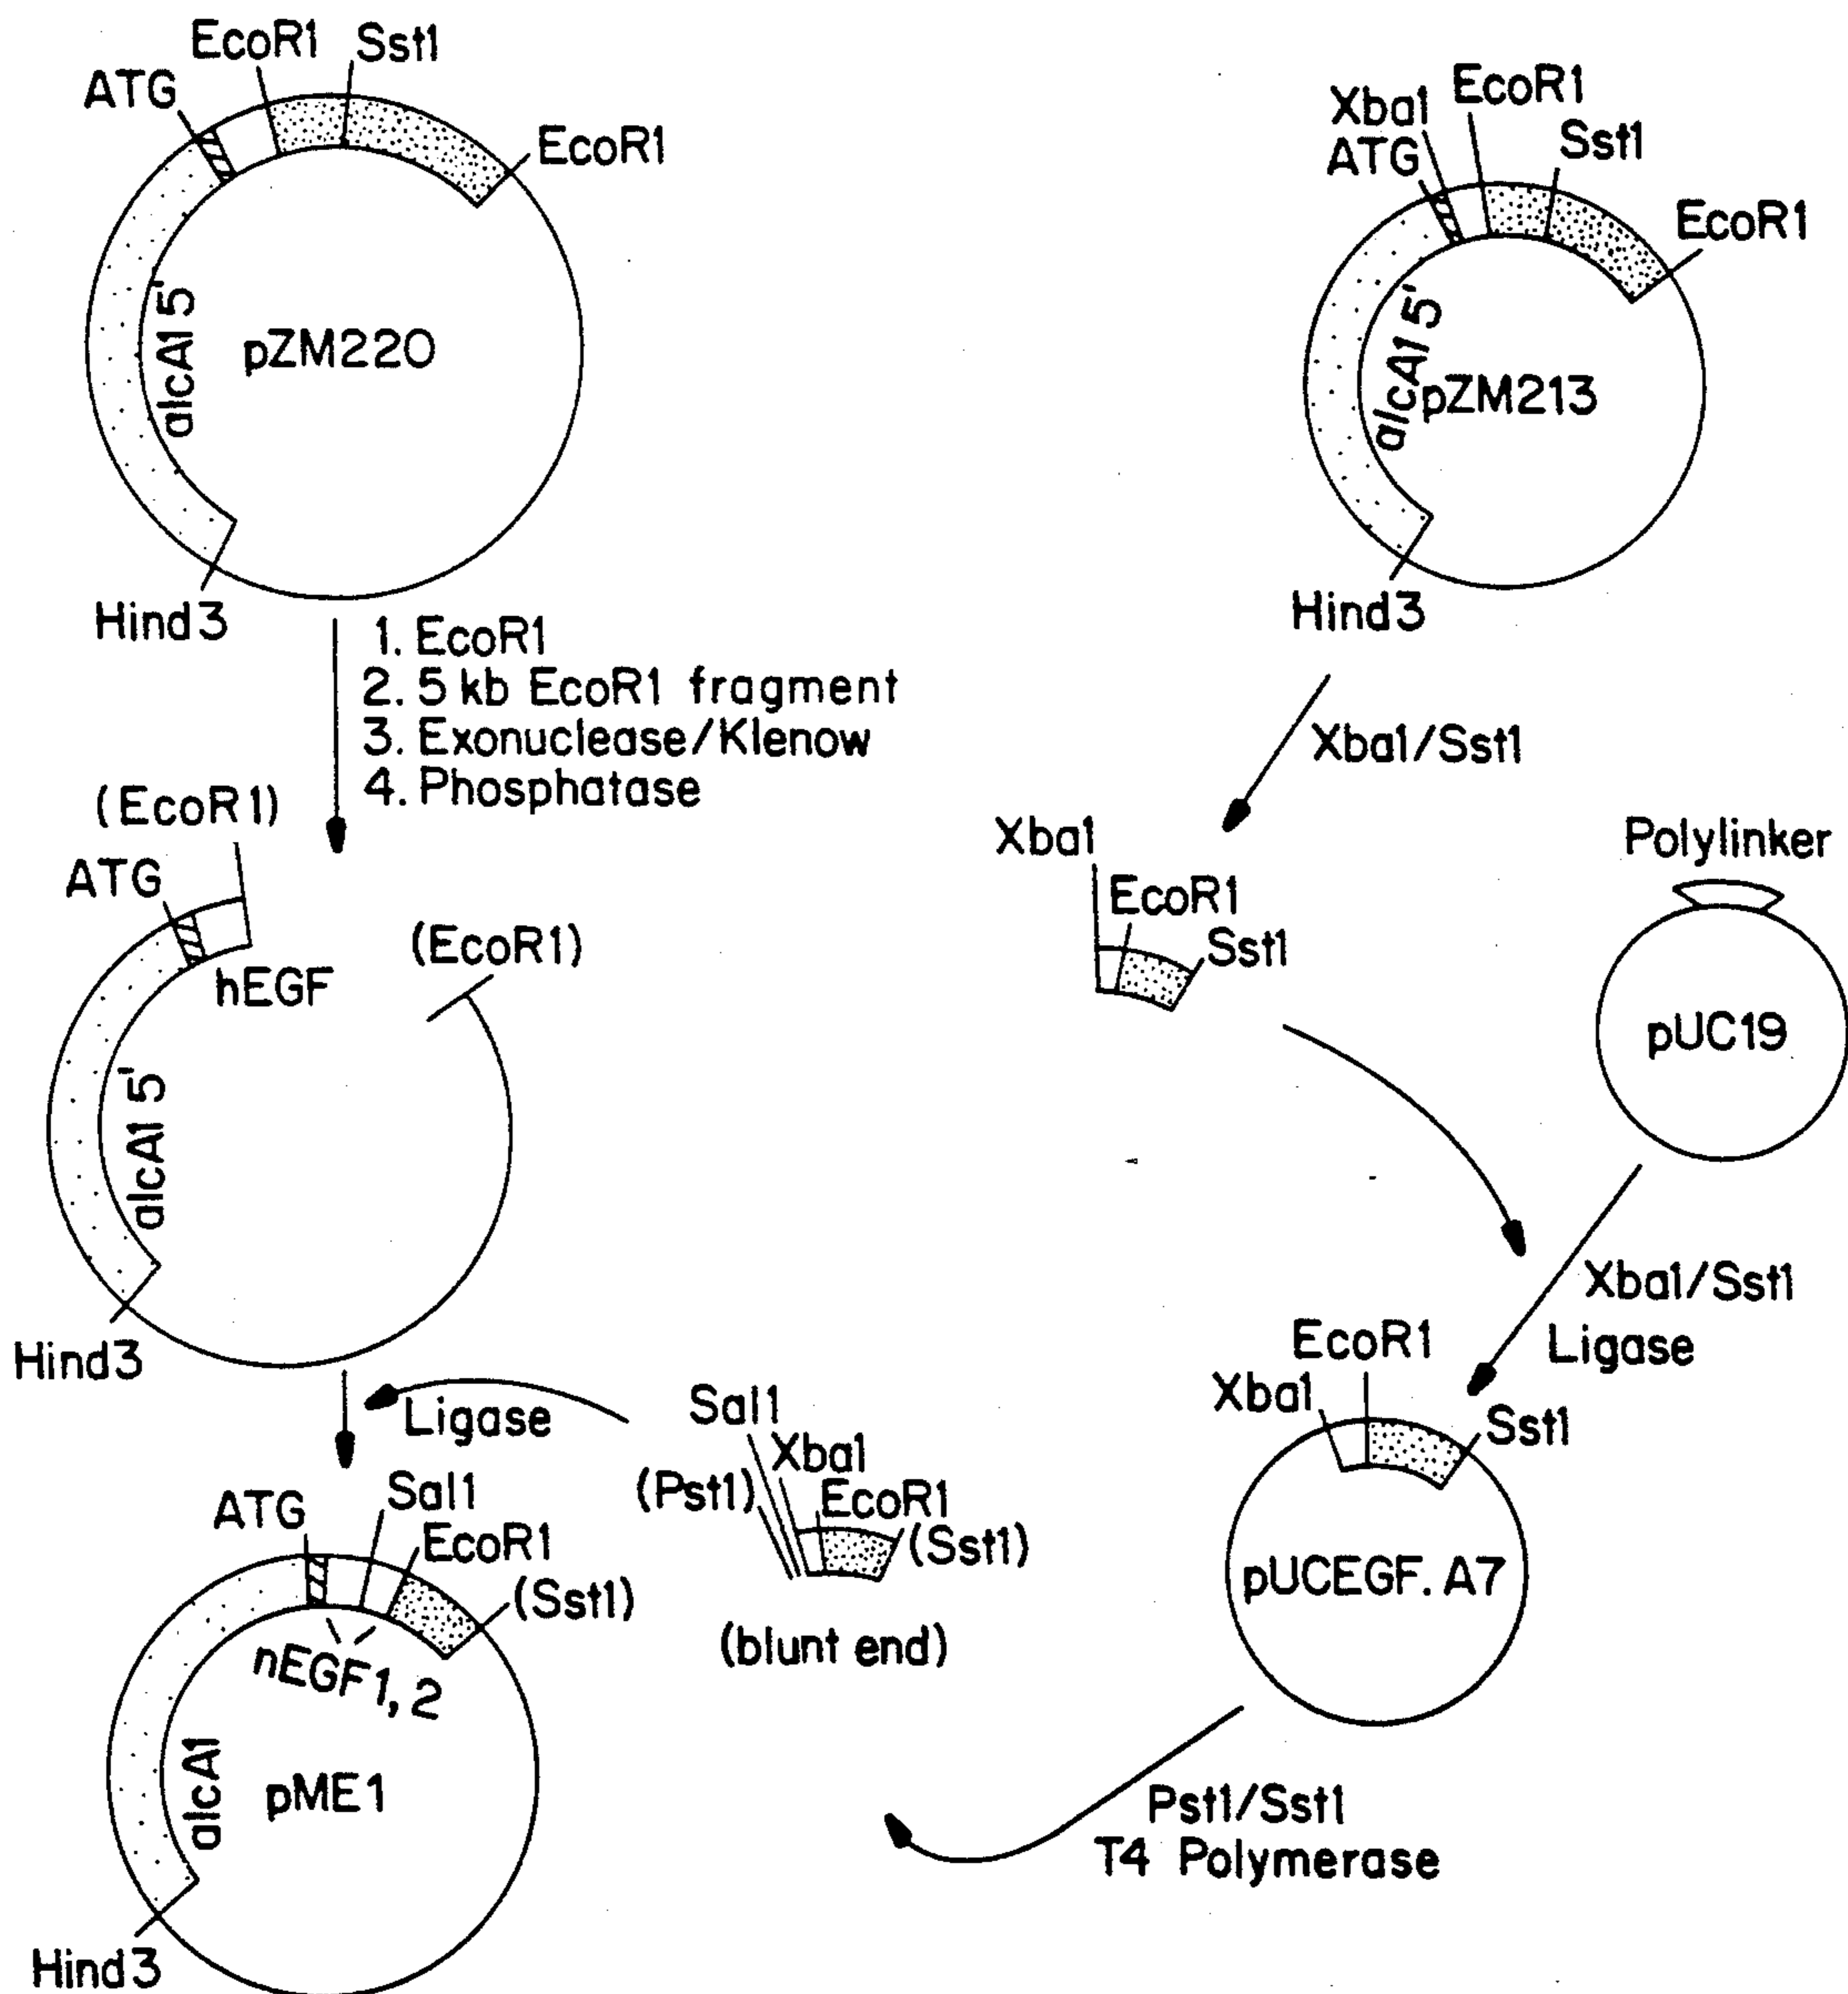 EcoR1
Sst1
ATG
EcoR1
alcA1 5'
pZM220
Hind3
Xba1
EcoR1
ATG
Sst1
EcoR1
alcA1 5'
pZM213
Hind3
1. EcoR1
2. 5 kb EcoR1 fragment
3. Exonuclease/Klenow
4. Phosphatase
Xba1/Sst1
(EcoR1)
ATG
(EcoR1)
hEGF
alcA1 5'
Hind3
Xba1
EcoR1
Sst1
Polylinker
pUC19
Xba1/Sst1
Ligase
Ligase
Sal1
Xba1
(Pst1)
EcoR1
(Sst1)
(blunt end)
EcoR1
Xba1
Sst1
pUCEGF. A7
Pst1/Sst1
T4 Polymerase
ATG
Sal1
EcoR1
(Sst1)
nEGF1, 2
alcA1
pME1
Hind3